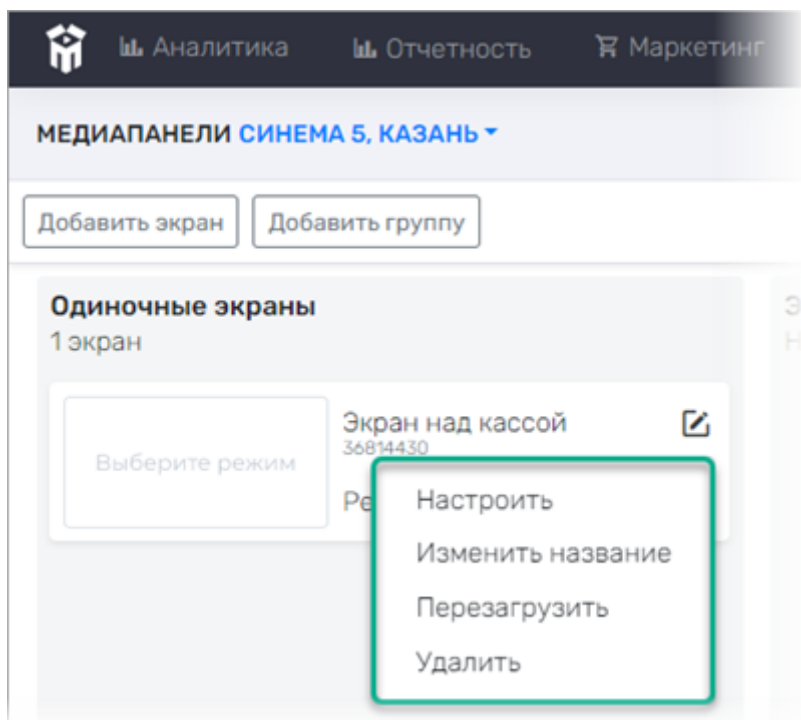 Аналитика Отчетность Маркетинг
МЕДИАПАНЕЛИ СИНЕМА 5, КАЗАНЬ
Добавить экран Добавить группу
Одиночные экраны
1 экран
Экран над кассой
36814430
Выберите режим
Настроить
Изменить название
Перезагрузить
Удалить